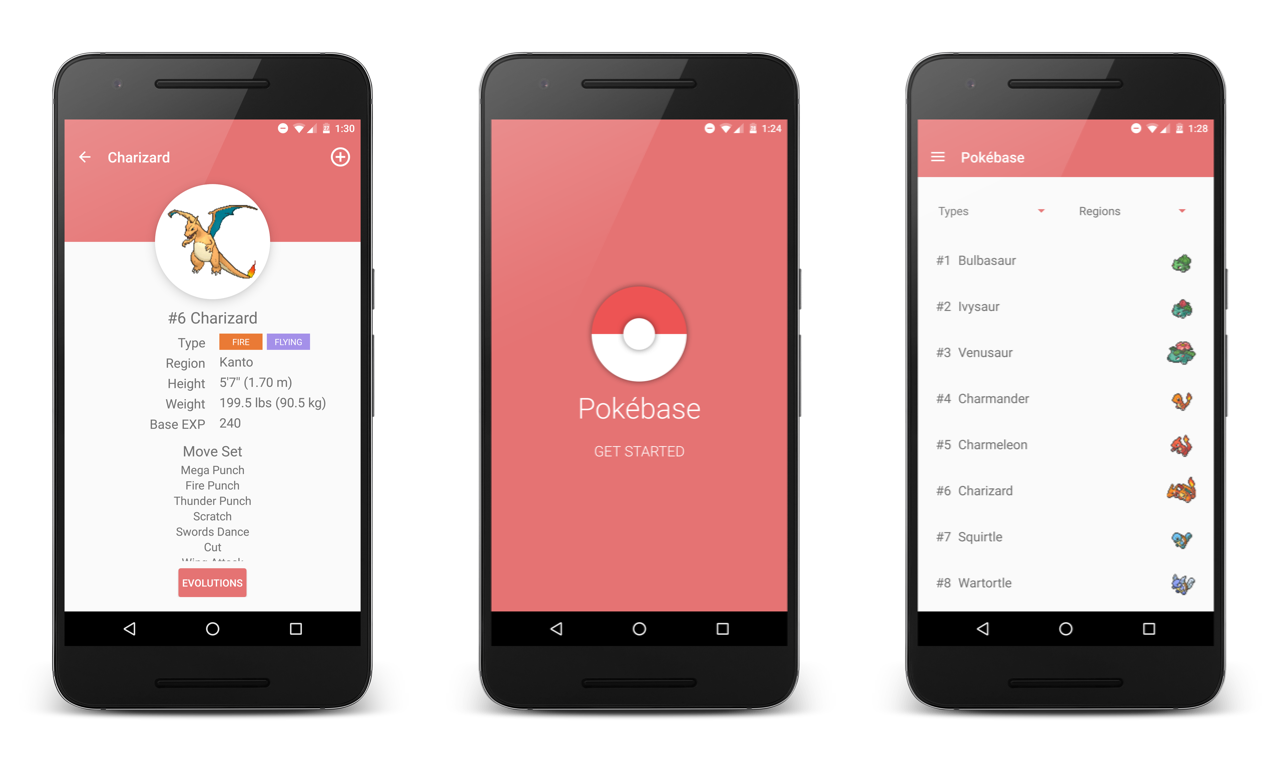 1:30
Charizard
#6 Charizard
Type FIRE FLYING
Region Kanto
Height 5'7" (1.70 m)
Weight 199.5 lbs (90.5 kg)
Base EXP 240
Move Set
Mega Punch
Fire Punch
Thunder Punch
Scratch
Swords Dance
Cut
Wing Attack
EVOLUTIONS
1:24
Pokébase
GET STARTED
1:28
Pokébase
Types Regions
#1 Bulbasaur
#2 Ivysaur
#3 Venusaur
#4 Charmander
#5 Charmeleon
#6 Charizard
#7 Squirtle
#8 Wartortle